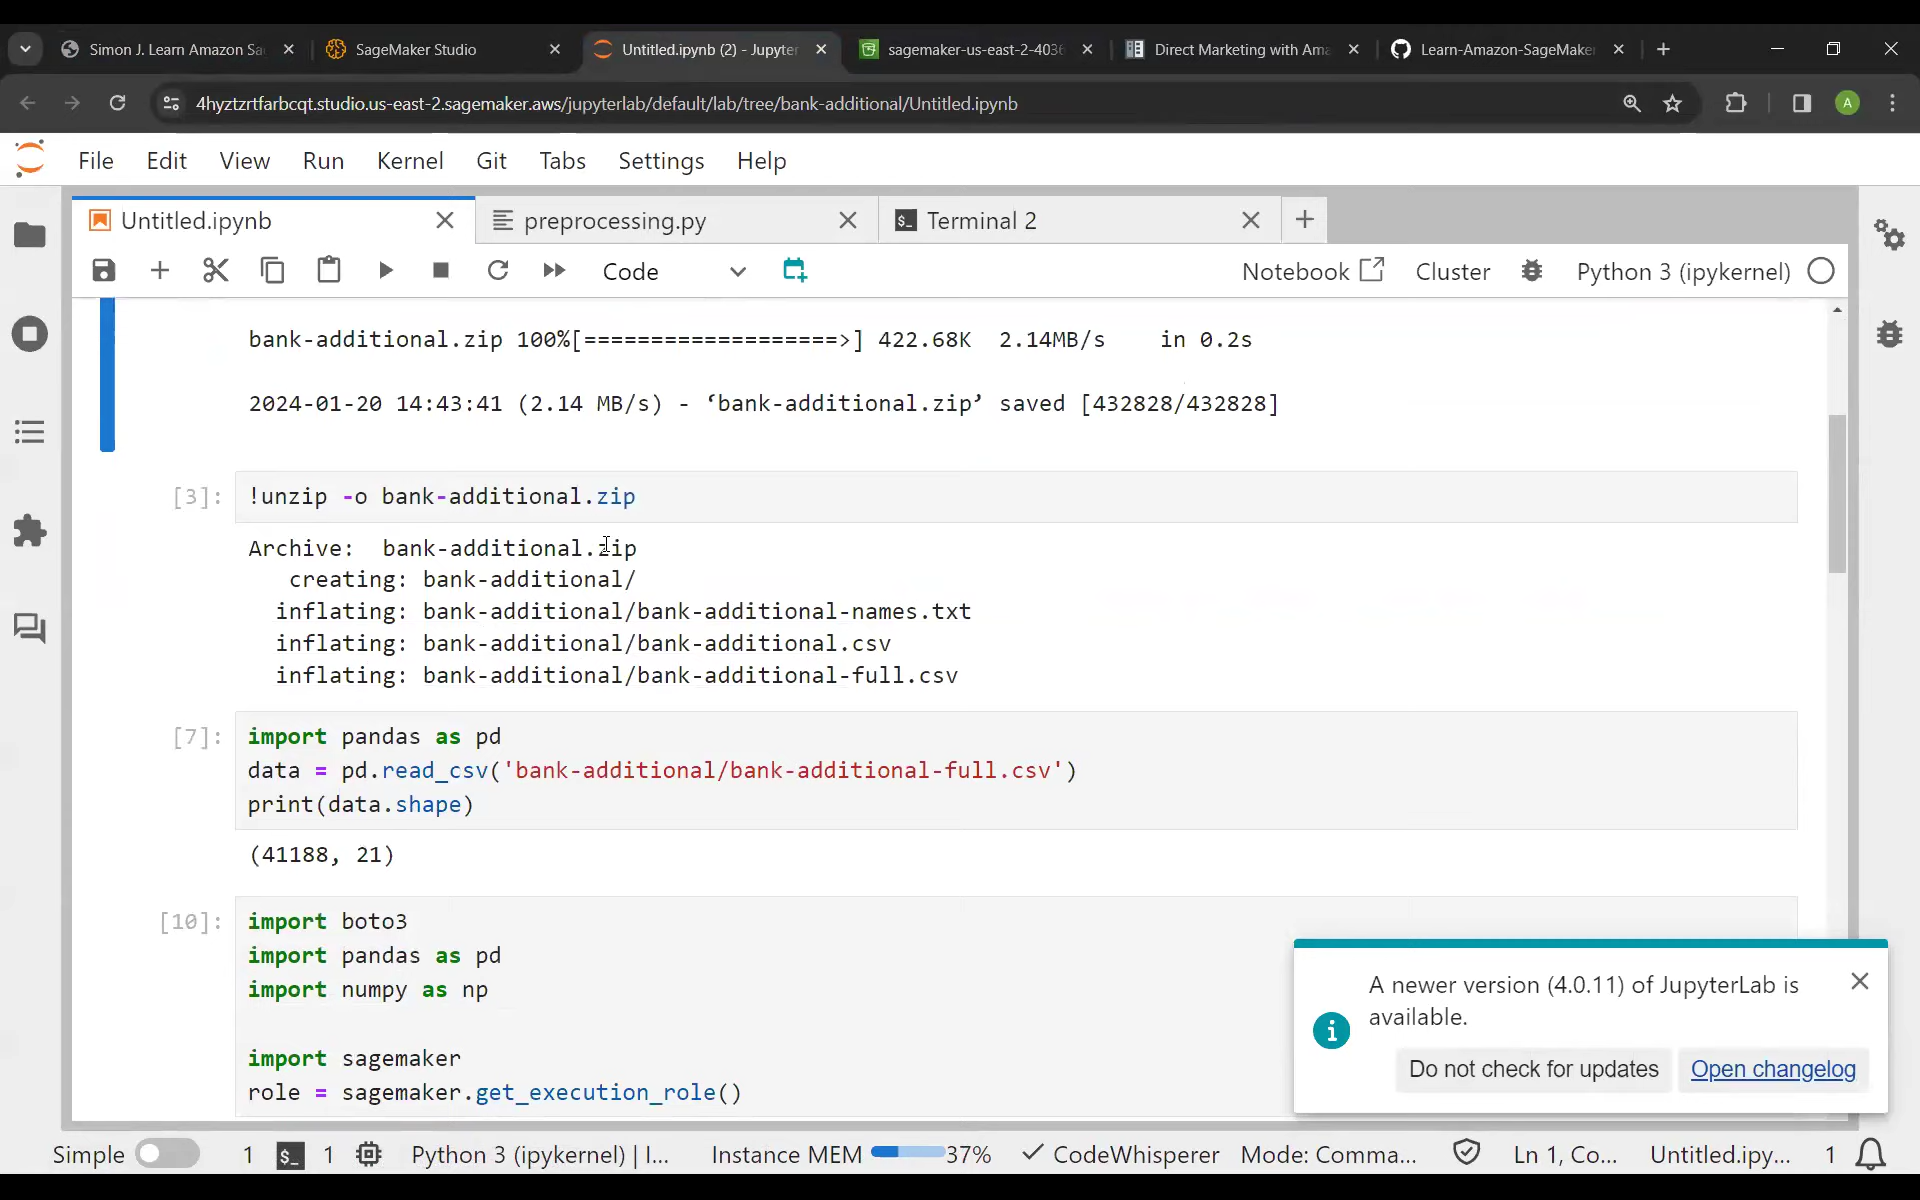 Simon J. Learn Amazon Sa
SageMaker Studio
Untitled.ipynb (2) - Jupyter
sagemaker-us-east-2-4036
Direct Marketing with Ama
Learn-Amazon-SageMaker
4hyztzrtfarbcqt.studio.us-east-2.sagemaker.aws/jupyterlab/default/lab/tree/bank-additional/Untitled.ipynb
A
File Edit View Run Kernel Git Tabs Settings Help
Untitled.ipynb
preprocessing.py
Terminal 2
Code
Notebook
Cluster
Python 3 (ipykernel)
bank-additional.zip 100%[===================>] 422.68K  2.14MB/s    in 0.2s
2024-01-20 14:43:41 (2.14 MB/s) - ‘bank-additional.zip’ saved [432828/432828]
[3]: !unzip -o bank-additional.zip
Archive:  bank-additional.zip
creating: bank-additional/
inflating: bank-additional/bank-additional-names.txt
inflating: bank-additional/bank-additional.csv
inflating: bank-additional/bank-additional-full.csv
[7]: import pandas as pd
data = pd.read_csv('bank-additional/bank-additional-full.csv')
print(data.shape)
(41188, 21)
[10]: import boto3
import pandas as pd
import numpy as np
import sagemaker
role = sagemaker.get_execution_role()
A newer version (4.0.11) of JupyterLab is
available.
Do not check for updates
Open changelog
Simple 1 $_ 1 Python 3 (ipykernel) | I... Instance MEM 37% CodeWhisperer Mode: Comma... Ln 1, Co... Untitled.ipy... 1